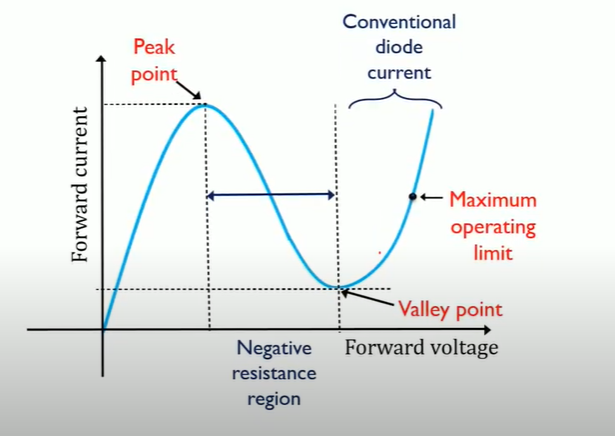 Conventional
diode
current
Peak
point
Forward current
Maximum
operating
limit
Valley point
Negative
resistance
region
Forward voltage